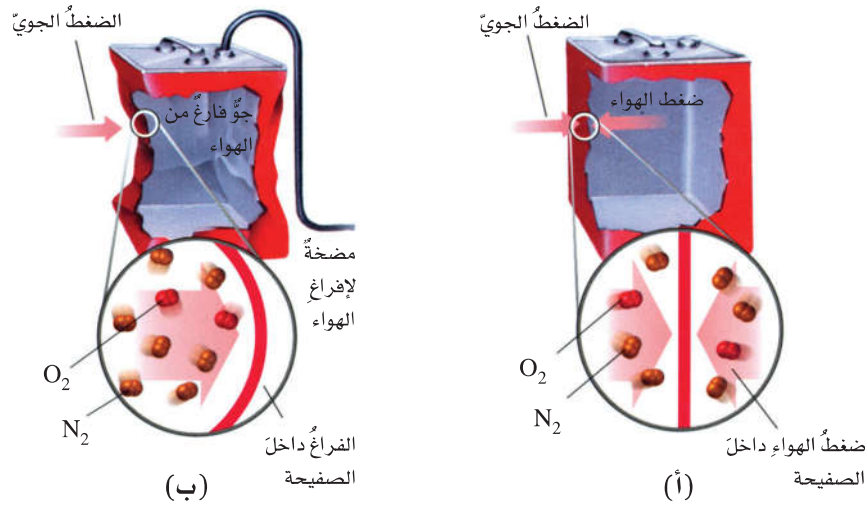 الضغطُ الجويّ
ضغط الهواء
O₂
N₂
ضغطُ الهواءِ داخلَ
الصفيحة
(أ)
الضغطُ الجويّ
جوٌّ فارغٌ من
الهواء
مضخةٌ
لإفراغِ
الهواء
O₂
N₂
الفراغُ داخلَ
الصفيحة
(ب)